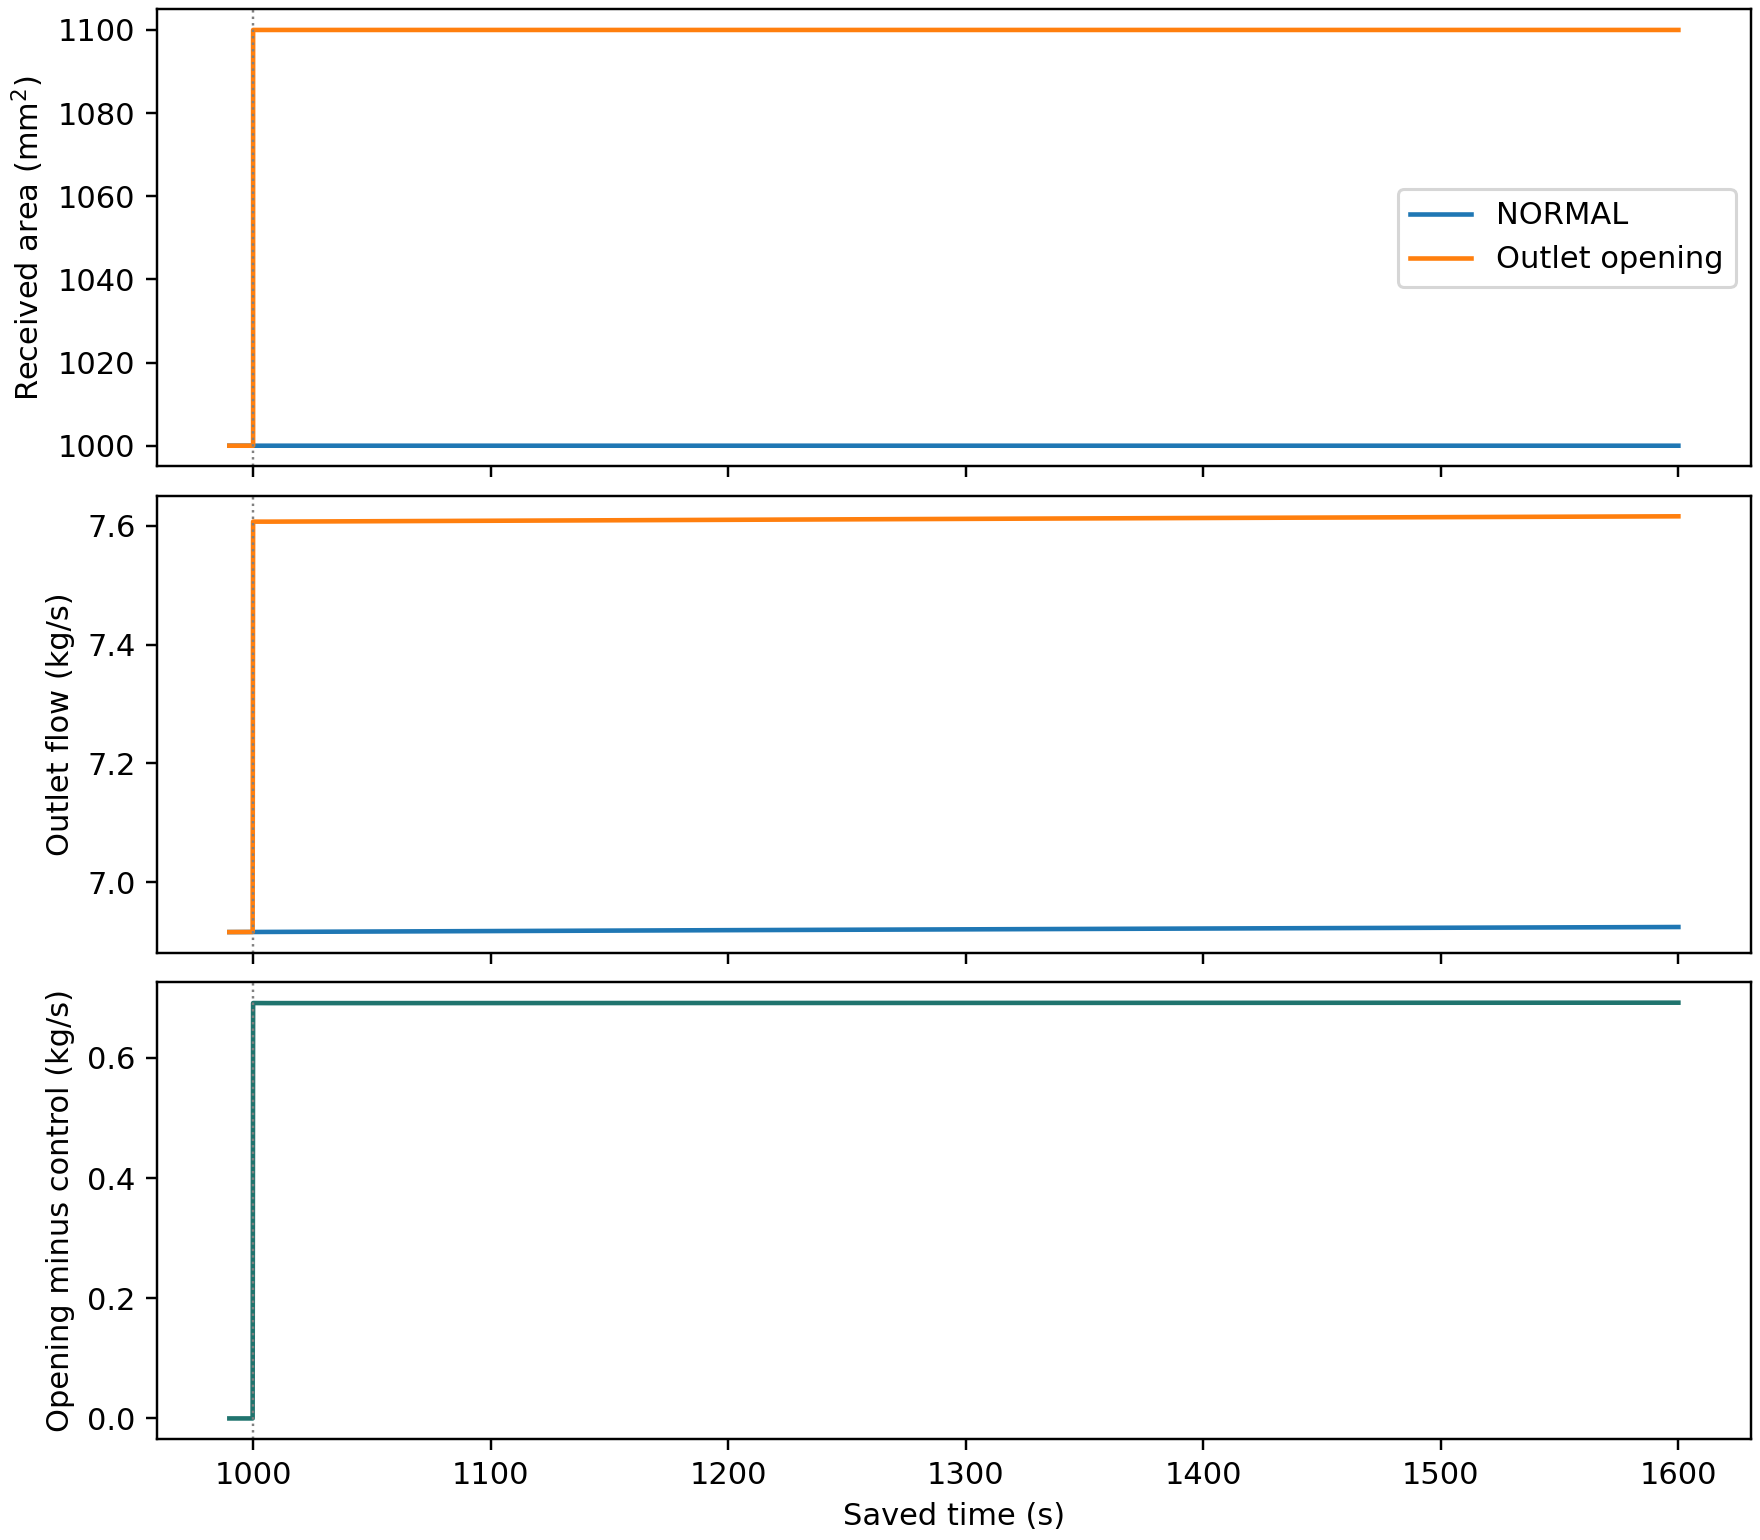 Received area (mm²)
1100
1080
1060
1040
1020
1000
NORMAL
Outlet opening
Outlet flow (kg/s)
7.6
7.4
7.2
7.0
Opening minus control (kg/s)
0.6
0.4
0.2
0.0
1000 1100 1200 1300 1400 1500 1600
Saved time (s)